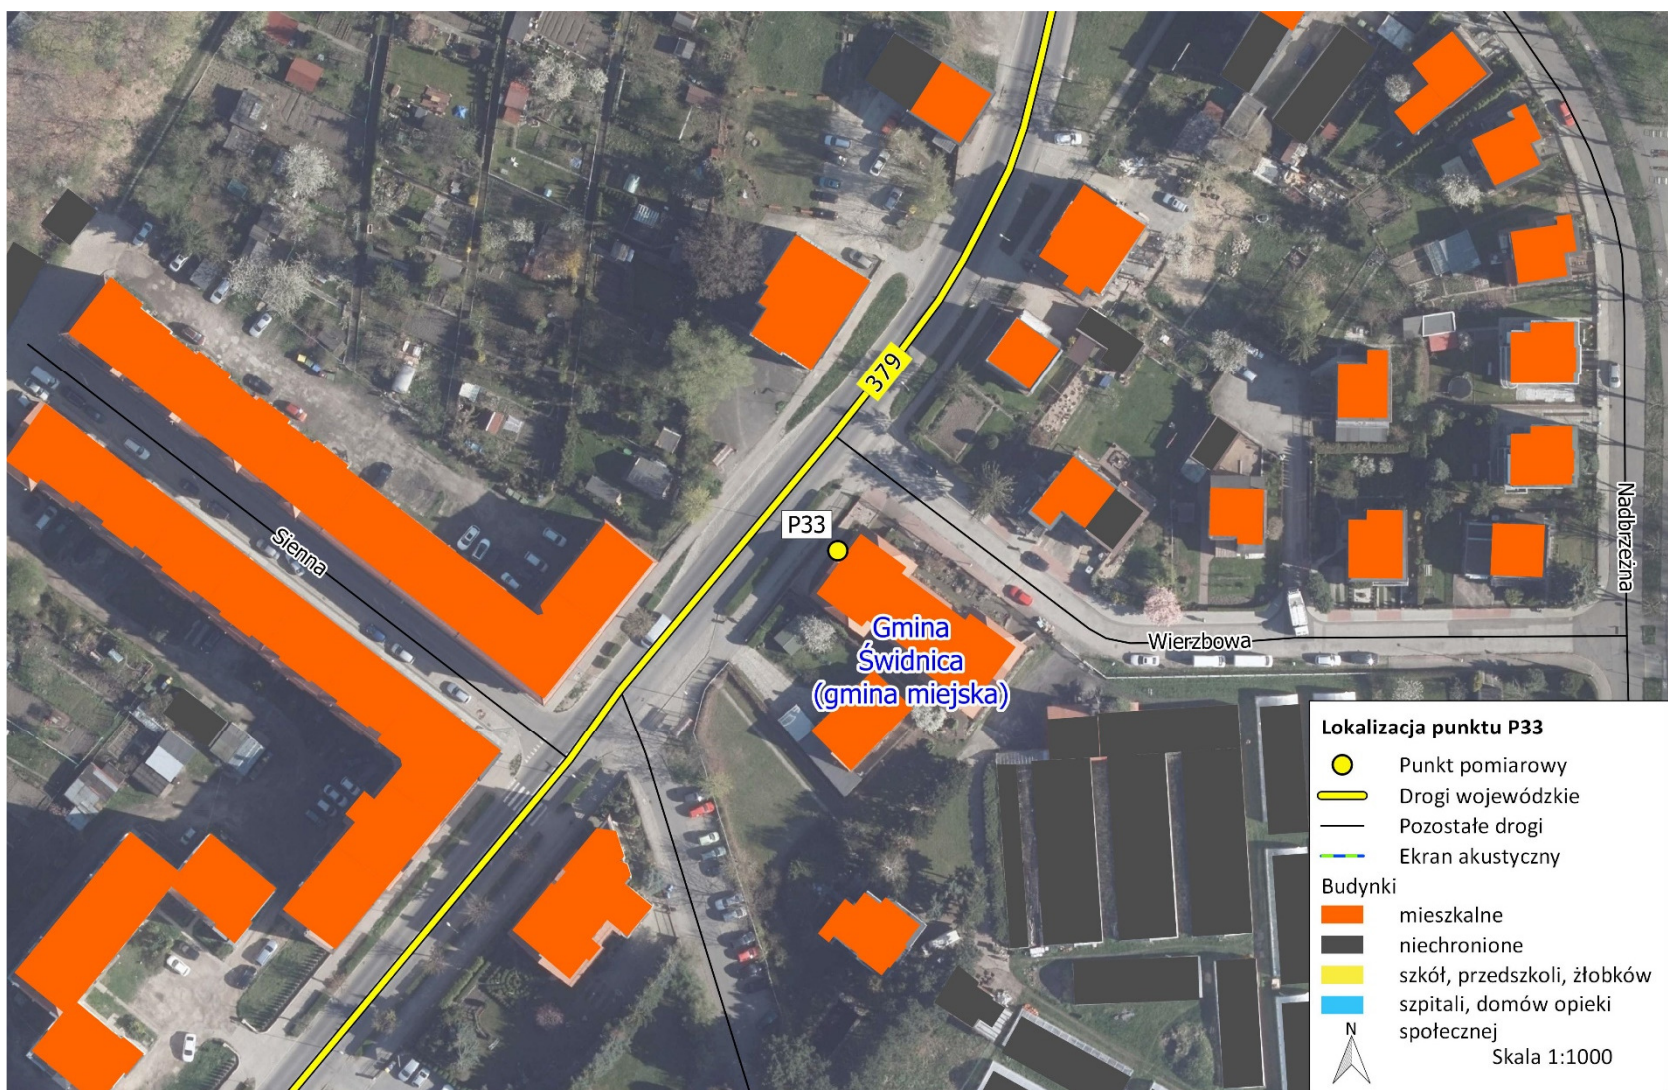 379
P33
Sienna
Nadbrzeżna
Gmina
Świdnica
(gmina miejska)
Wierzbowa
Lokalizacja punktu P33
Punkt pomiarowy
Drogi wojewódzkie
Pozostałe drogi
Ekran akustyczny
Budynki
mieszkalne
niechronione
szkół, przedszkoli, żłobków
szpitali, domów opieki
społecznej
N
Skala 1:1000